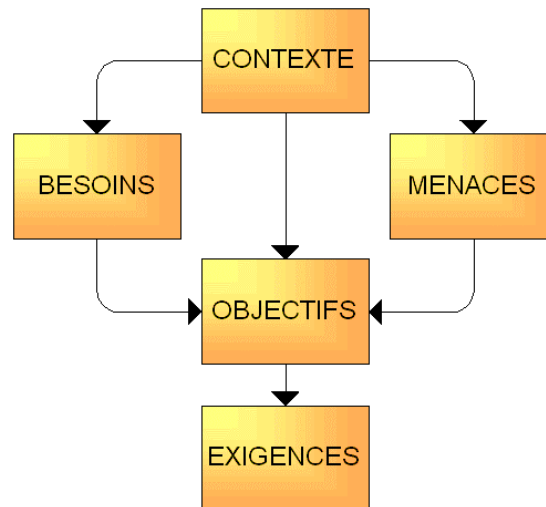 CONTEXTE
BESOINS
MENACES
OBJECTIFS
EXIGENCES